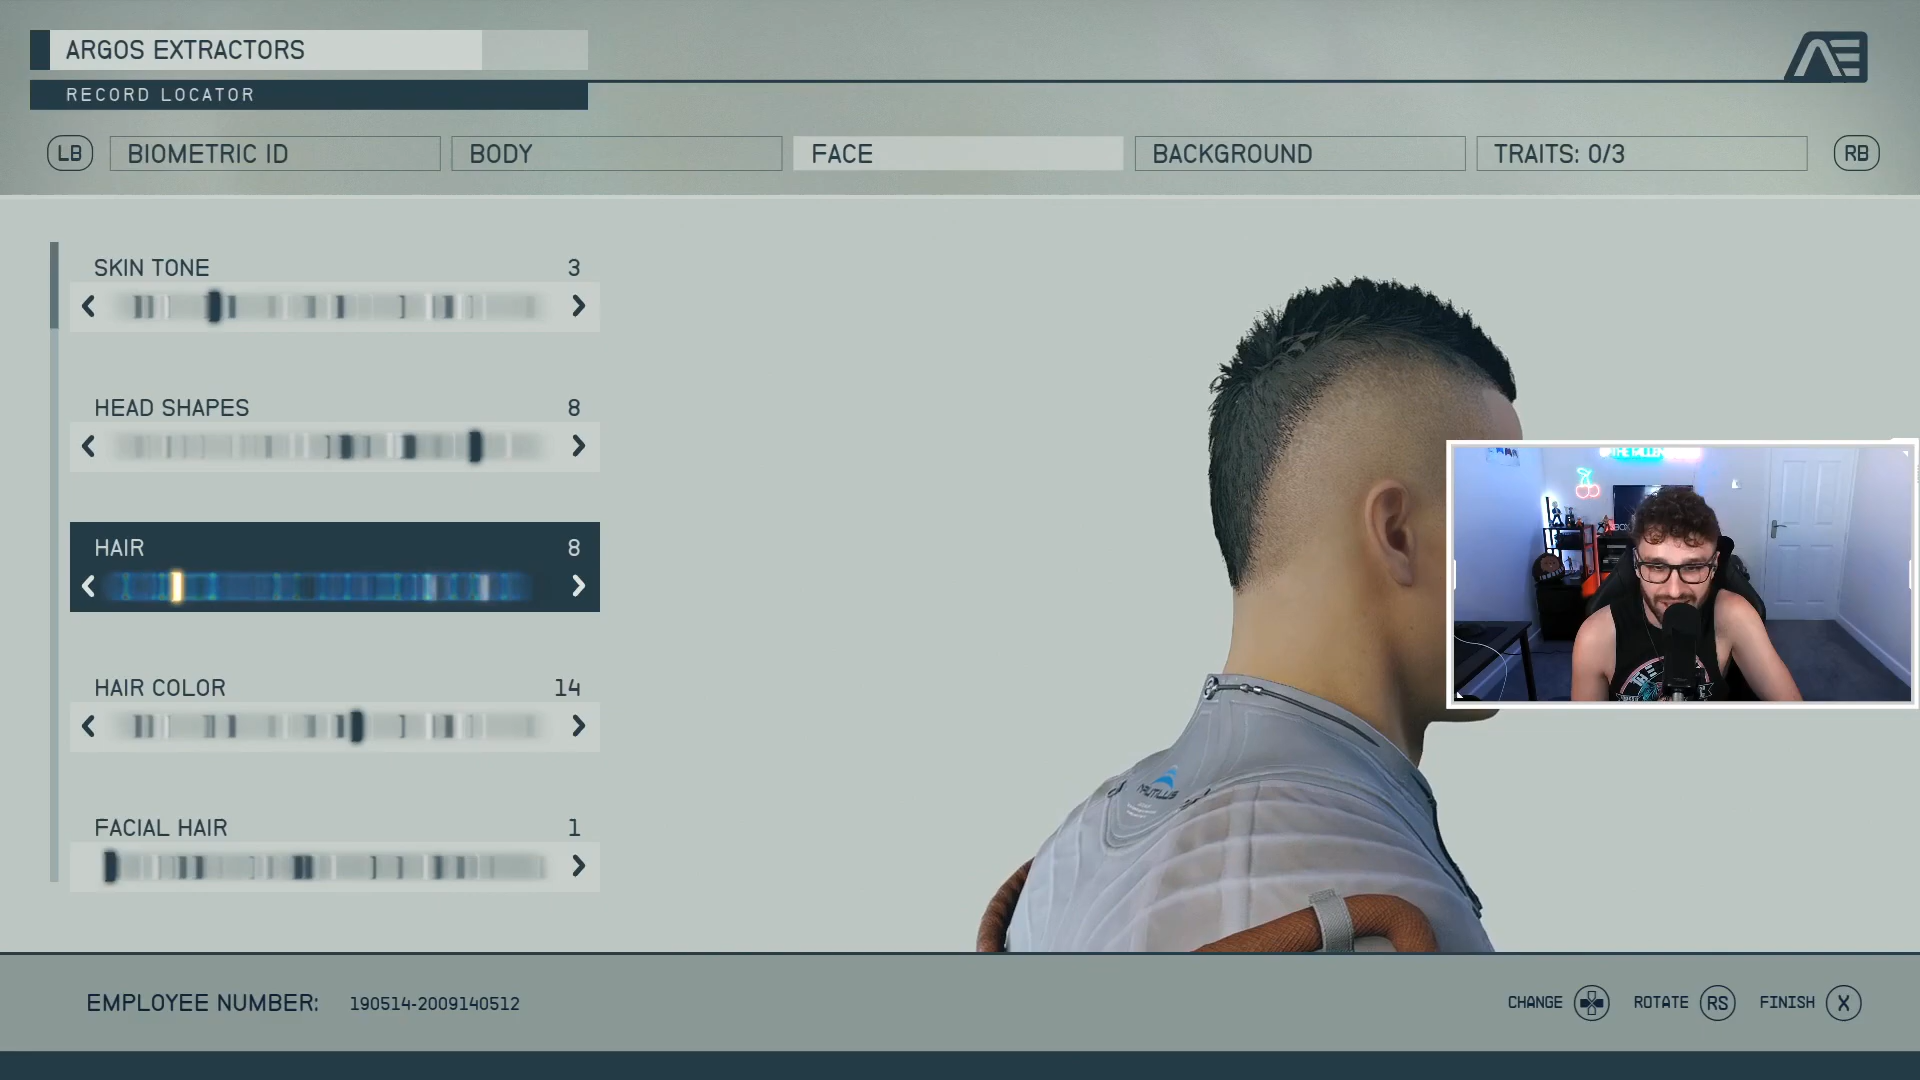 ARGOS EXTRACTORS
RECORD LOCATOR
LB
BIOMETRIC ID
BODY
FACE
BACKGROUND
TRAITS: 0/3
RB
SKIN TONE 3
HEAD SHAPES 8
HAIR 8
HAIR COLOR 14
FACIAL HAIR 1
NAUTILUS
EMPLOYEE NUMBER: 190514-2009140512
CHANGE
ROTATE RS
FINISH X